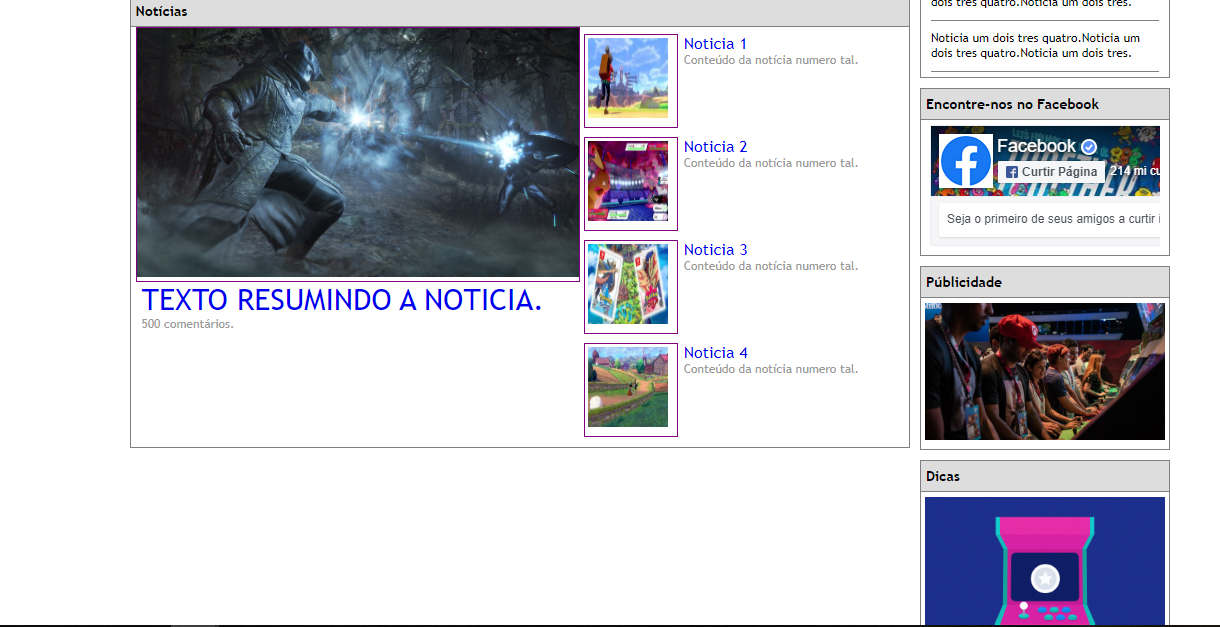 Notícias
TEXTO RESUMINDO A NOTICIA.
500 comentários.
Noticia 1
Conteúdo da notícia numero tal.
Noticia 2
Conteúdo da notícia numero tal.
Noticia 3
Conteúdo da notícia numero tal.
Noticia 4
Conteúdo da notícia numero tal.
dois tres quatro.Noticia um dois tres.
Noticia um dois tres quatro.Noticia um
dois tres quatro.Noticia um dois tres.
Encontre-nos no Facebook
Facebook
Curtir Página
214 mi cu
Seja o primeiro de seus amigos a curtir i
Públicidade
Dicas